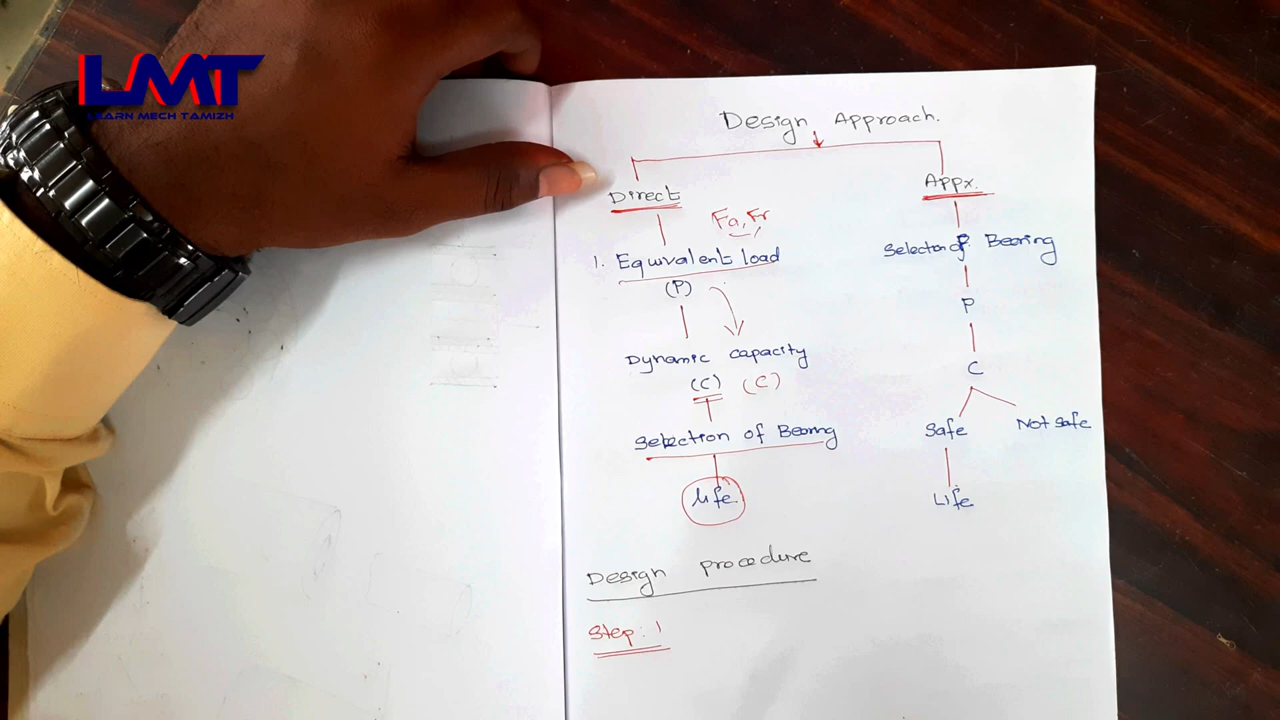 LMT
LEARN MECH TAMIZH
Design Approach.
Direct
Fa, Fr
1. Equivalent load
(P)
Dynamic capacity
(C) (C)
Selection of Bearing
Life
Appx.
Selection of Bearing
P
C
Safe Not safe
Life
Design procedure
Step: 1